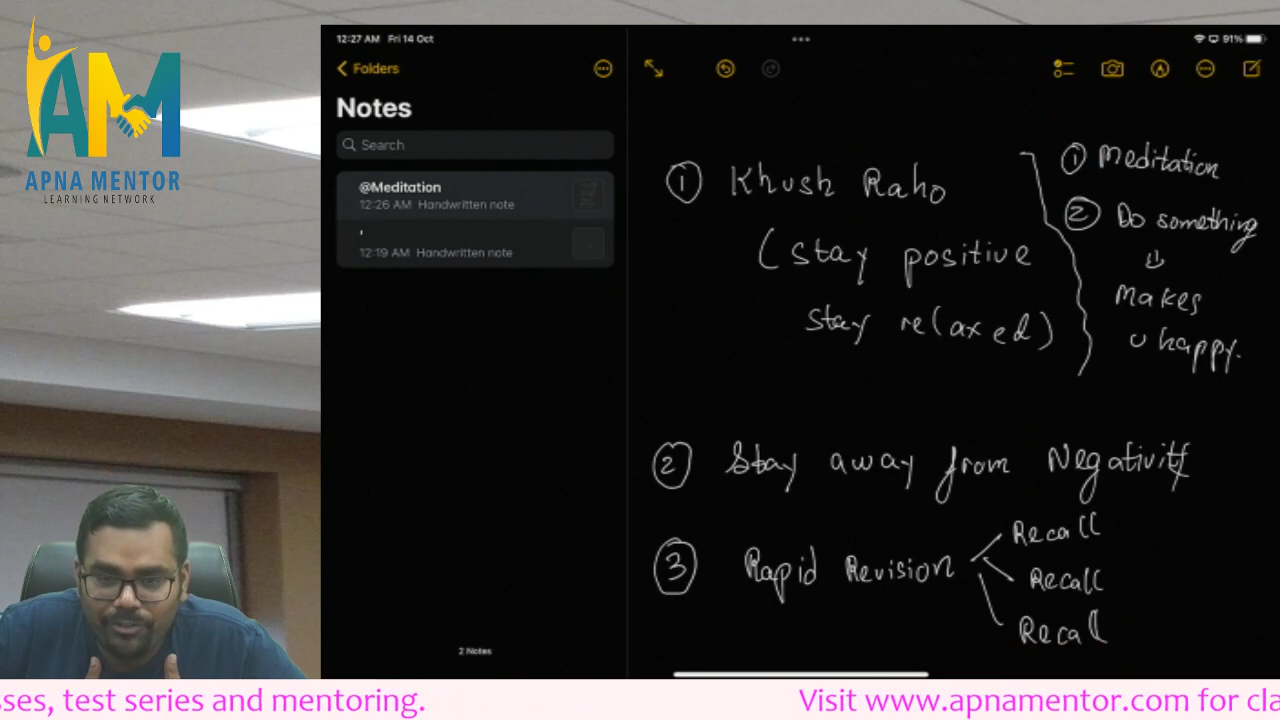 AM
APNA MENTOR
LEARNING NETWORK
12:27 AM Fri 14 Oct
91%
Folders
Notes
Search
@Meditation
12:26 AM Handwritten note
'
12:19 AM Handwritten note
2 Notes
1 Khush Raho
(stay positive
stay relaxed)
1 Meditation
2 Do something
Makes
u happy.
2 Stay away from Negativity
3 Rapid Revision
Recall
Recall
Recall
sses, test series and mentoring.
Visit www.apnamentor.com for cla